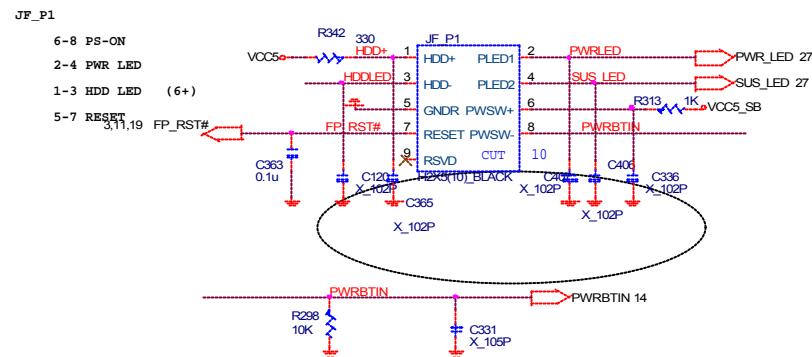 JF_P1
6-8 PS-ON
2-4 PWR LED
1-3 HDD LED (6+)
5-7 RESET
R342
330
JF_P1
VCC5
HDD+
1
HDD+
PLED1
2
PWRLED
PWR_LED 27
HDDLED
3
HDD-
PLED2
4
SUS_LED
SUS_LED 27
5
GNDR
PWSW+
6
R313
1K
VCC5_SB
3,11,19 FP_RST#
FP_RST#
7
RESET
PWSW-
8
PWRBTIN
9
RSVD
CUT
10
H2X5(10)_BLACK
C363
0.1u
C120
X_102P
C365
X_102P
X_102P
C406
X_102P
C336
X_102P
PWRBTIN
PWRBTIN 14
R298
10K
C331
X_105P